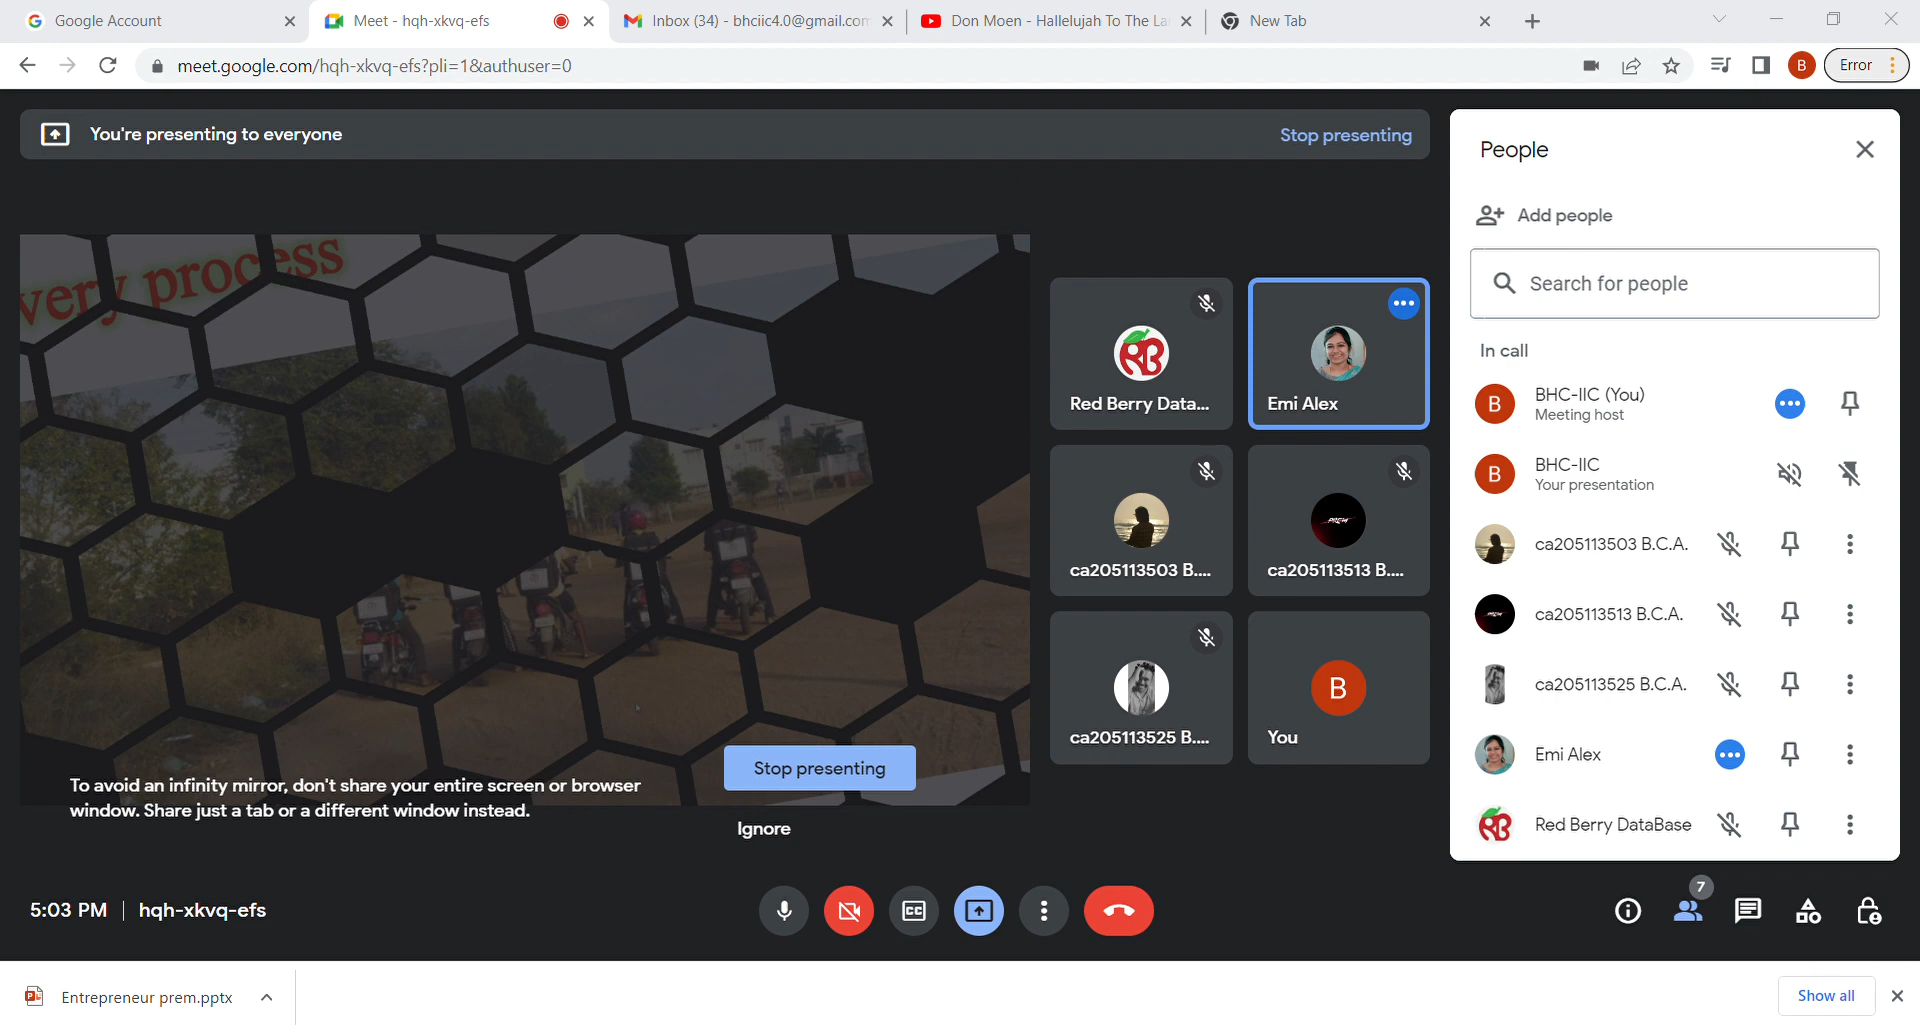 Google Account
Meet - hqh-xkvq-efs
Inbox (34) - bhciic4.0@gmail.com
Don Moen - Hallelujah To The La
New Tab
meet.google.com/hqh-xkvq-efs?pli=1&authuser=0
B
Error
You're presenting to everyone
Stop presenting
People
Add people
Search for people
In call
very process
RB
Red Berry Data...
Emi Alex
ca205113503 B....
ca205113513 B....
ca205113525 B....
B
You
B
BHC-IIC (You)
Meeting host
B
BHC-IIC
Your presentation
ca205113503 B.C.A.
ca205113513 B.C.A.
ca205113525 B.C.A.
Emi Alex
RB
Red Berry DataBase
To avoid an infinity mirror, don't share your entire screen or browser
window. Share just a tab or a different window instead.
Stop presenting
Ignore
5:03 PM
hqh-xkvq-efs
CC
7
Entrepreneur prem.pptx
Show all